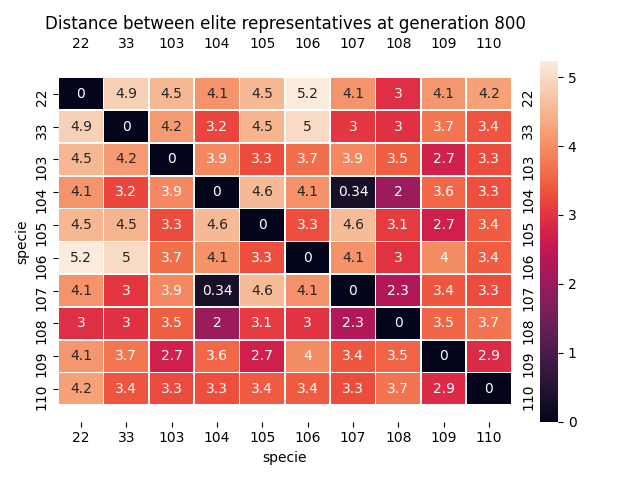 Distance between elite representatives at generation 800
22 33 103 104 105 106 107 108 109 110
22 0 4.9 4.5 4.1 4.5 5.2 4.1 3 4.1 4.2 22
33 4.9 0 4.2 3.2 4.5 5 3 3 3.7 3.4 33
103 4.5 4.2 0 3.9 3.3 3.7 3.9 3.5 2.7 3.3 103
104 4.1 3.2 3.9 0 4.6 4.1 0.34 2 3.6 3.3 104
105 4.5 4.5 3.3 4.6 0 3.3 4.6 3.1 2.7 3.4 105
106 5.2 5 3.7 4.1 3.3 0 4.1 3 4 3.4 106
107 4.1 3 3.9 0.34 4.6 4.1 0 2.3 3.4 3.3 107
108 3 3 3.5 2 3.1 3 2.3 0 3.5 3.7 108
109 4.1 3.7 2.7 3.6 2.7 4 3.4 3.5 0 2.9 109
110 4.2 3.4 3.3 3.3 3.4 3.4 3.3 3.7 2.9 0 110
22 33 103 104 105 106 107 108 109 110
specie
specie
5
4
3
2
1
0